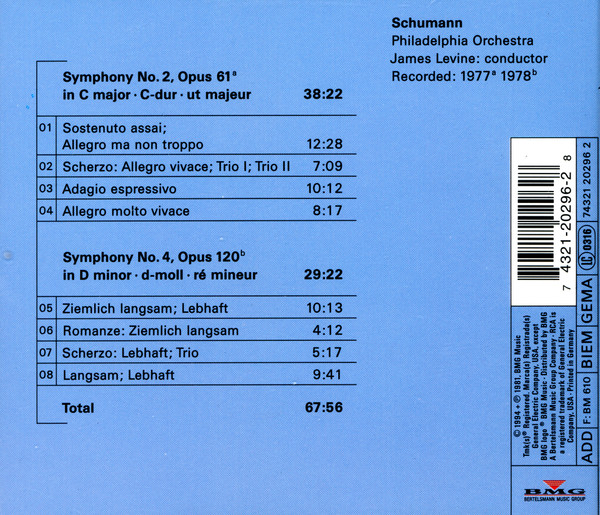 Schumann
Philadelphia Orchestra
James Levine: conductor
Recorded: 1977ᵃ 1978ᵇ
Symphony No. 2, Opus 61ᵃ
in C major · C-dur · ut majeur 38:22
01 Sostenuto assai;
Allegro ma non troppo 12:28
02 Scherzo: Allegro vivace; Trio I; Trio II 7:09
03 Adagio espressivo 10:12
04 Allegro molto vivace 8:17
Symphony No. 4, Opus 120ᵇ
in D minor · d-moll · ré mineur 29:22
05 Ziemlich langsam; Lebhaft 10:13
06 Romanze: Ziemlich langsam 4:12
07 Scherzo: Lebhaft; Trio 5:17
08 Langsam; Lebhaft 9:41
Total 67:56
7 4321-20296-2 8
74321 20296 2
LC 0316
GEMA
BIEM
F: BM 610
ADD
© 1994 + ℗ 1981, BMG Music
Tmk(s)® Registered. Marca(s) Registrada(s)
General Electric Company, USA, except
BMG logo ® BMG Music · Distributed by BMG
A Bertelsmann Music Group Company · RCA is
a registered trademark of General Electric
Company, USA · Printed in Germany
BMG
BERTELSMANN MUSIC GROUP